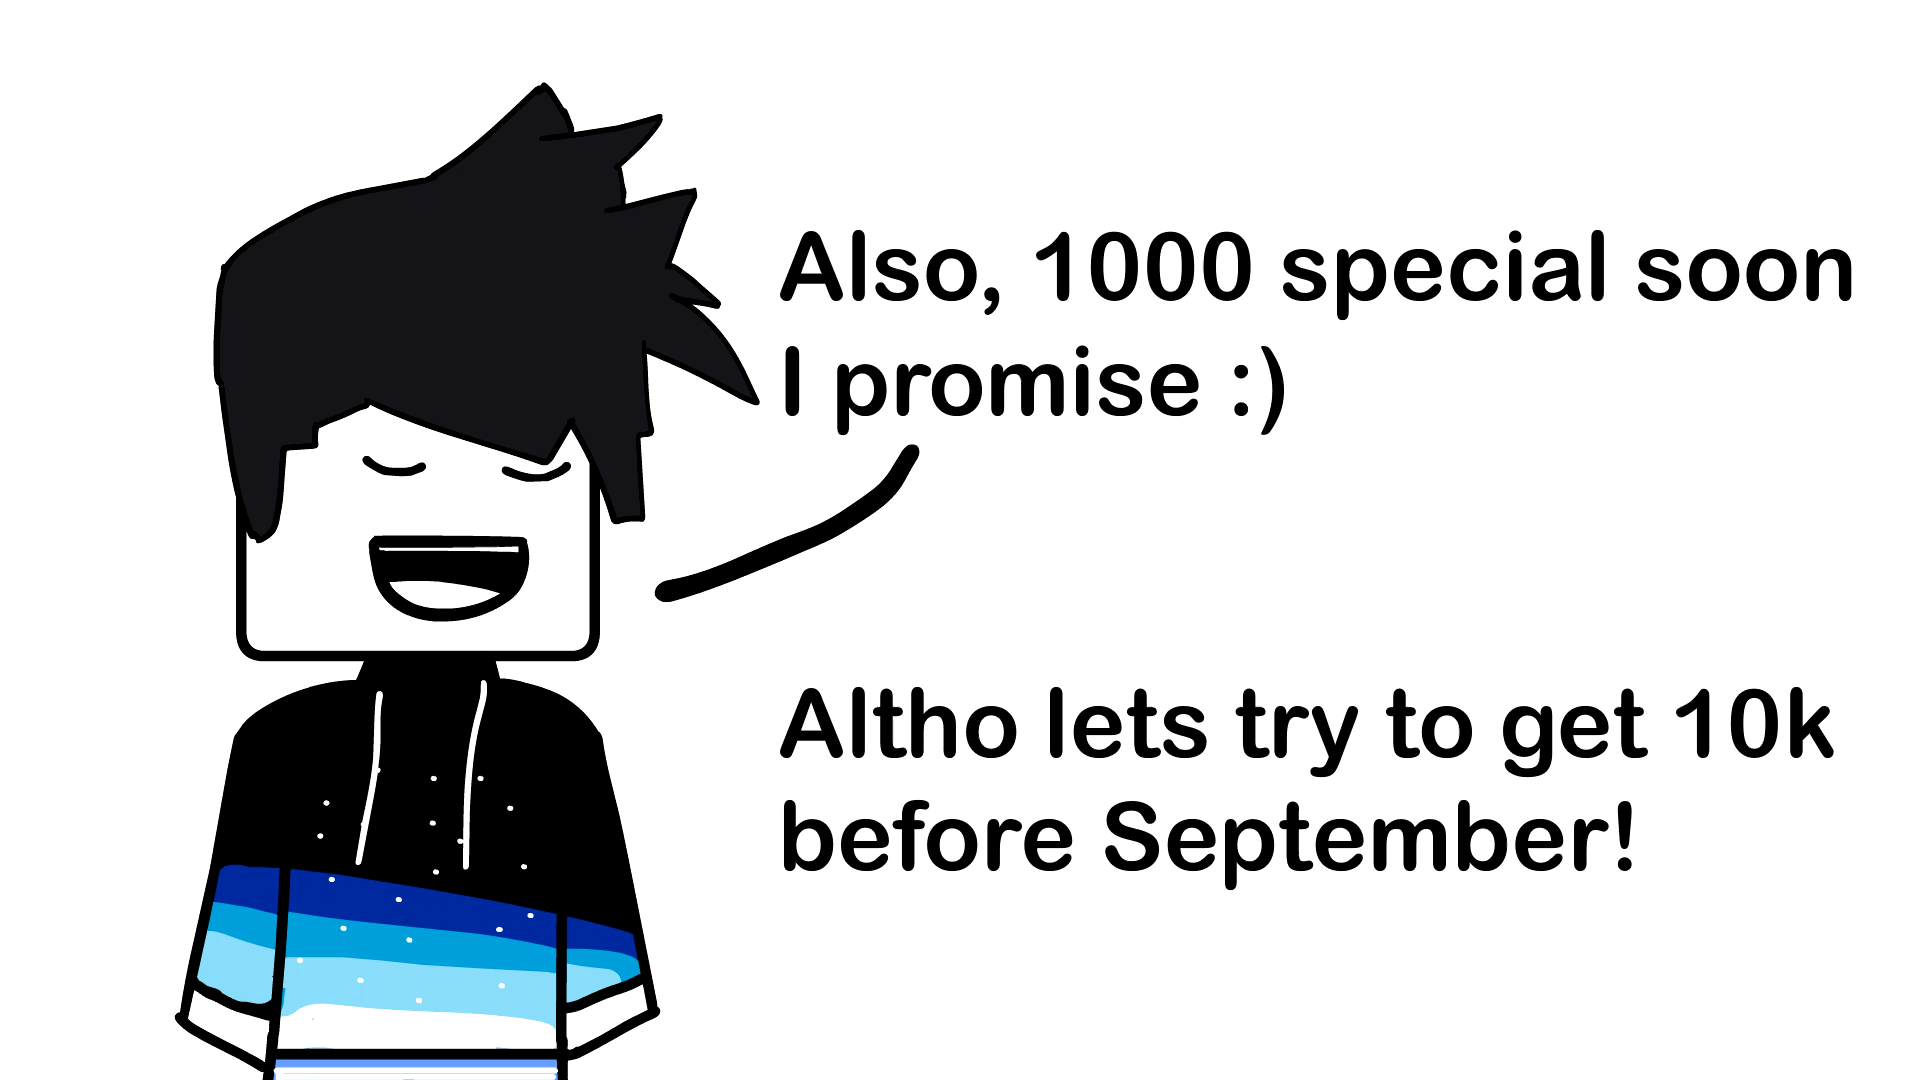 Also, 1000 special soon
I promise :)
Altho lets try to get 10k
before September!